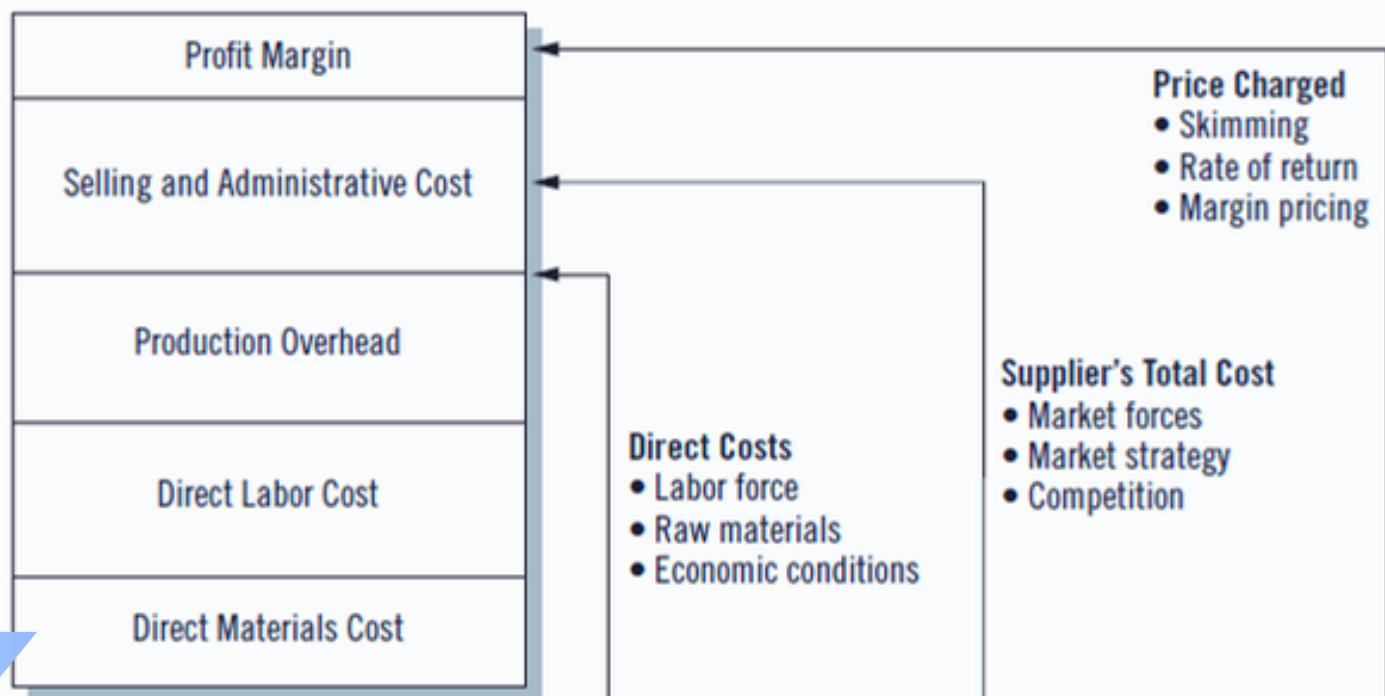 Profit Margin
Selling and Administrative Cost
Production Overhead
Direct Labor Cost
Direct Materials Cost
Direct Costs
• Labor force
• Raw materials
• Economic conditions
Supplier's Total Cost
• Market forces
• Market strategy
• Competition
Price Charged
• Skimming
• Rate of return
• Margin pricing